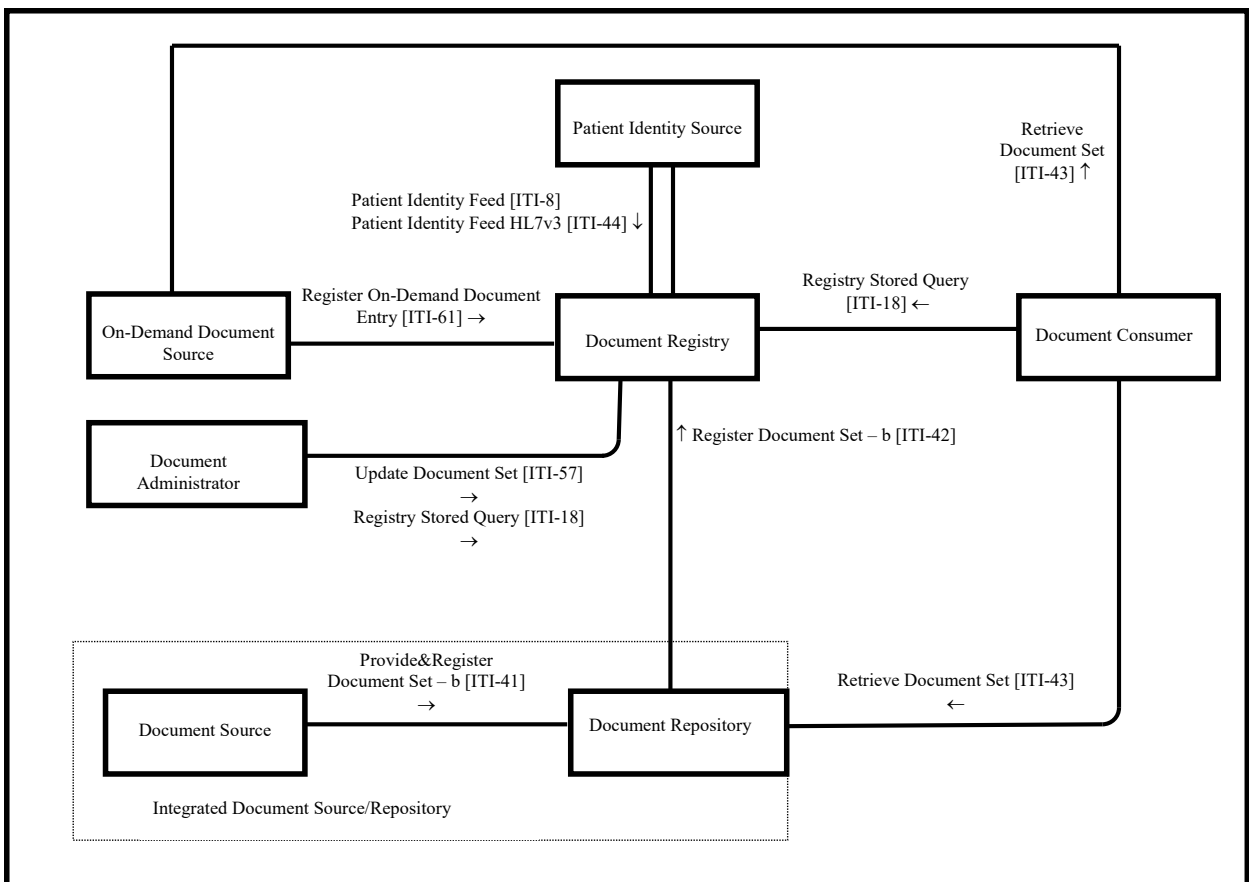 Patient Identity Source
Retrieve
Document Set
[ITI-43] ↑
Patient Identity Feed [ITI-8]
Patient Identity Feed HL7v3 [ITI-44] ↓
Register On-Demand Document
Entry [ITI-61] →
Registry Stored Query
[ITI-18] ←
On-Demand Document
Source
Document Registry
Document Consumer
↑ Register Document Set – b [ITI-42]
Document
Administrator
Update Document Set [ITI-57]
→
Registry Stored Query [ITI-18]
→
Provide&Register
Document Set – b [ITI-41]
→
Retrieve Document Set [ITI-43]
←
Document Source
Document Repository
Integrated Document Source/Repository